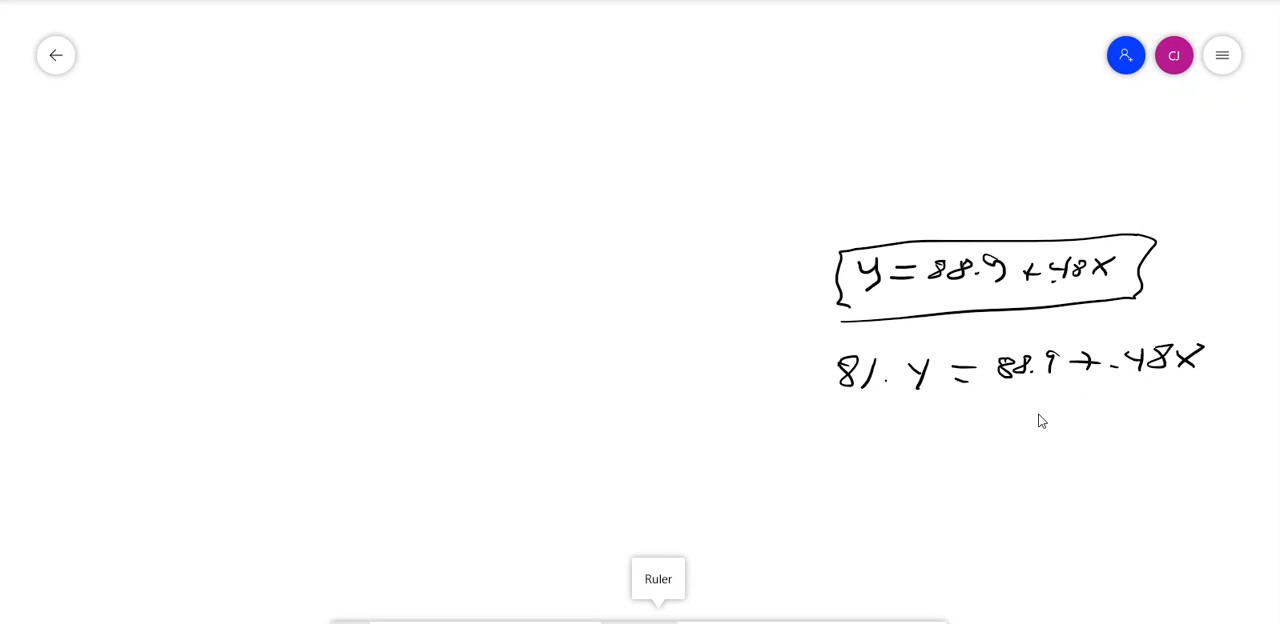 CJ
y = 88.9 + .48x
81. y = 88.9 + .48x
Ruler